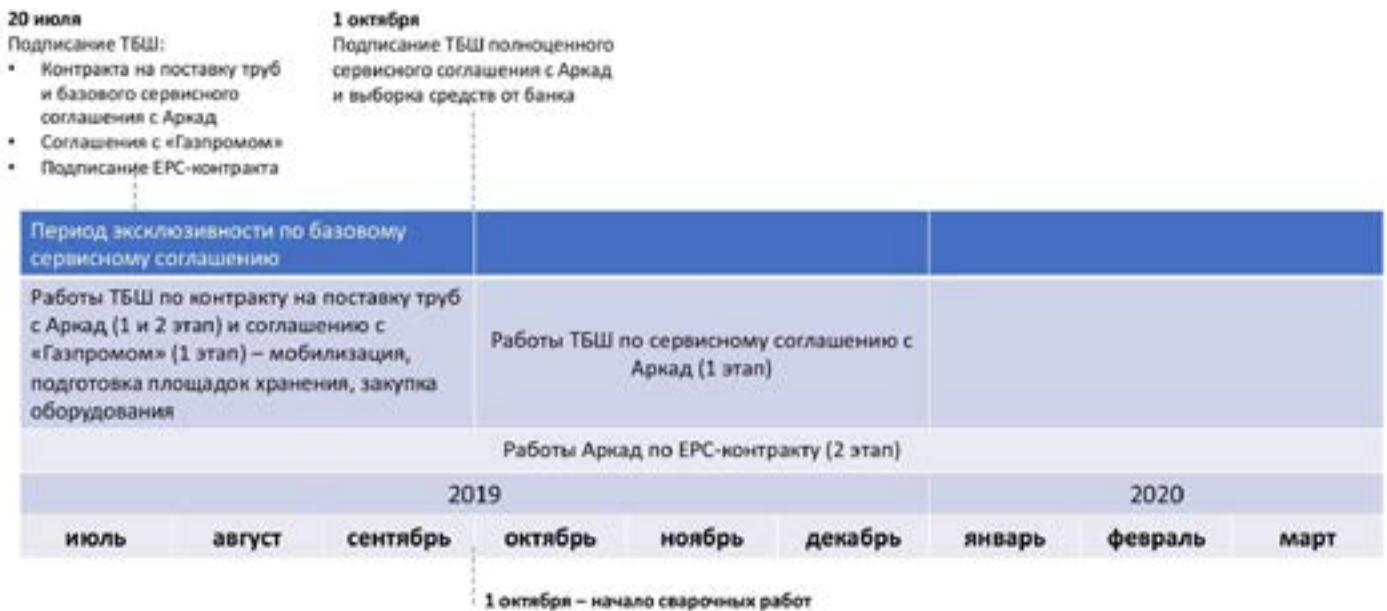 20 июля
Подписание ТБШ:
• Контракта на поставку труб
и базового сервисного
соглашения с Аркад
• Соглашения с «Газпромом»
• Подписание ЕРС-контракта
1 октября
Подписание ТБШ полноценного
сервисного соглашения с Аркад
и выборка средств от банка
Период эксклюзивности по базовому
сервисному соглашению
Работы ТБШ по контракту на поставку труб
с Аркад (1 и 2 этап) и соглашению с
«Газпромом» (1 этап) – мобилизация,
подготовка площадок хранения, закупка
оборудования
Работы ТБШ по сервисному соглашению с
Аркад (1 этап)
Работы Аркад по ЕРС-контракту (2 этап)
2019 2020
июль август сентябрь октябрь ноябрь декабрь январь февраль март
1 октября – начало сварочных работ